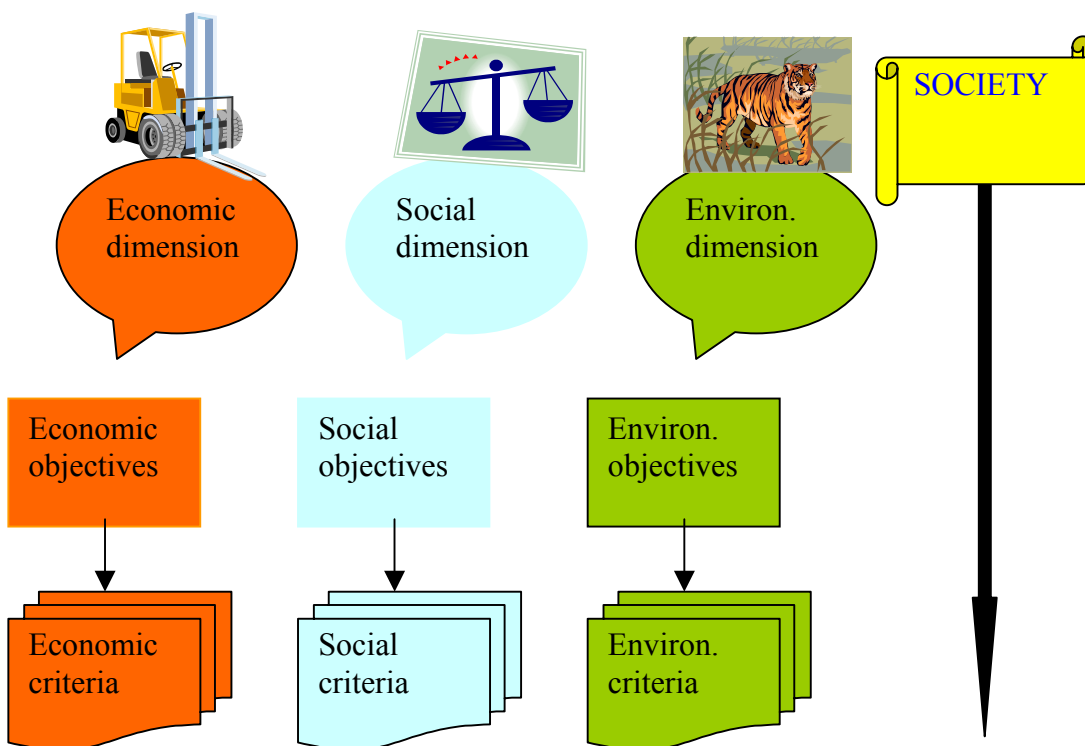 Economic
dimension
Social
dimension
Environ.
dimension
SOCIETY
Economic
objectives
Social
objectives
Environ.
objectives
Economic
criteria
Social
criteria
Environ.
criteria